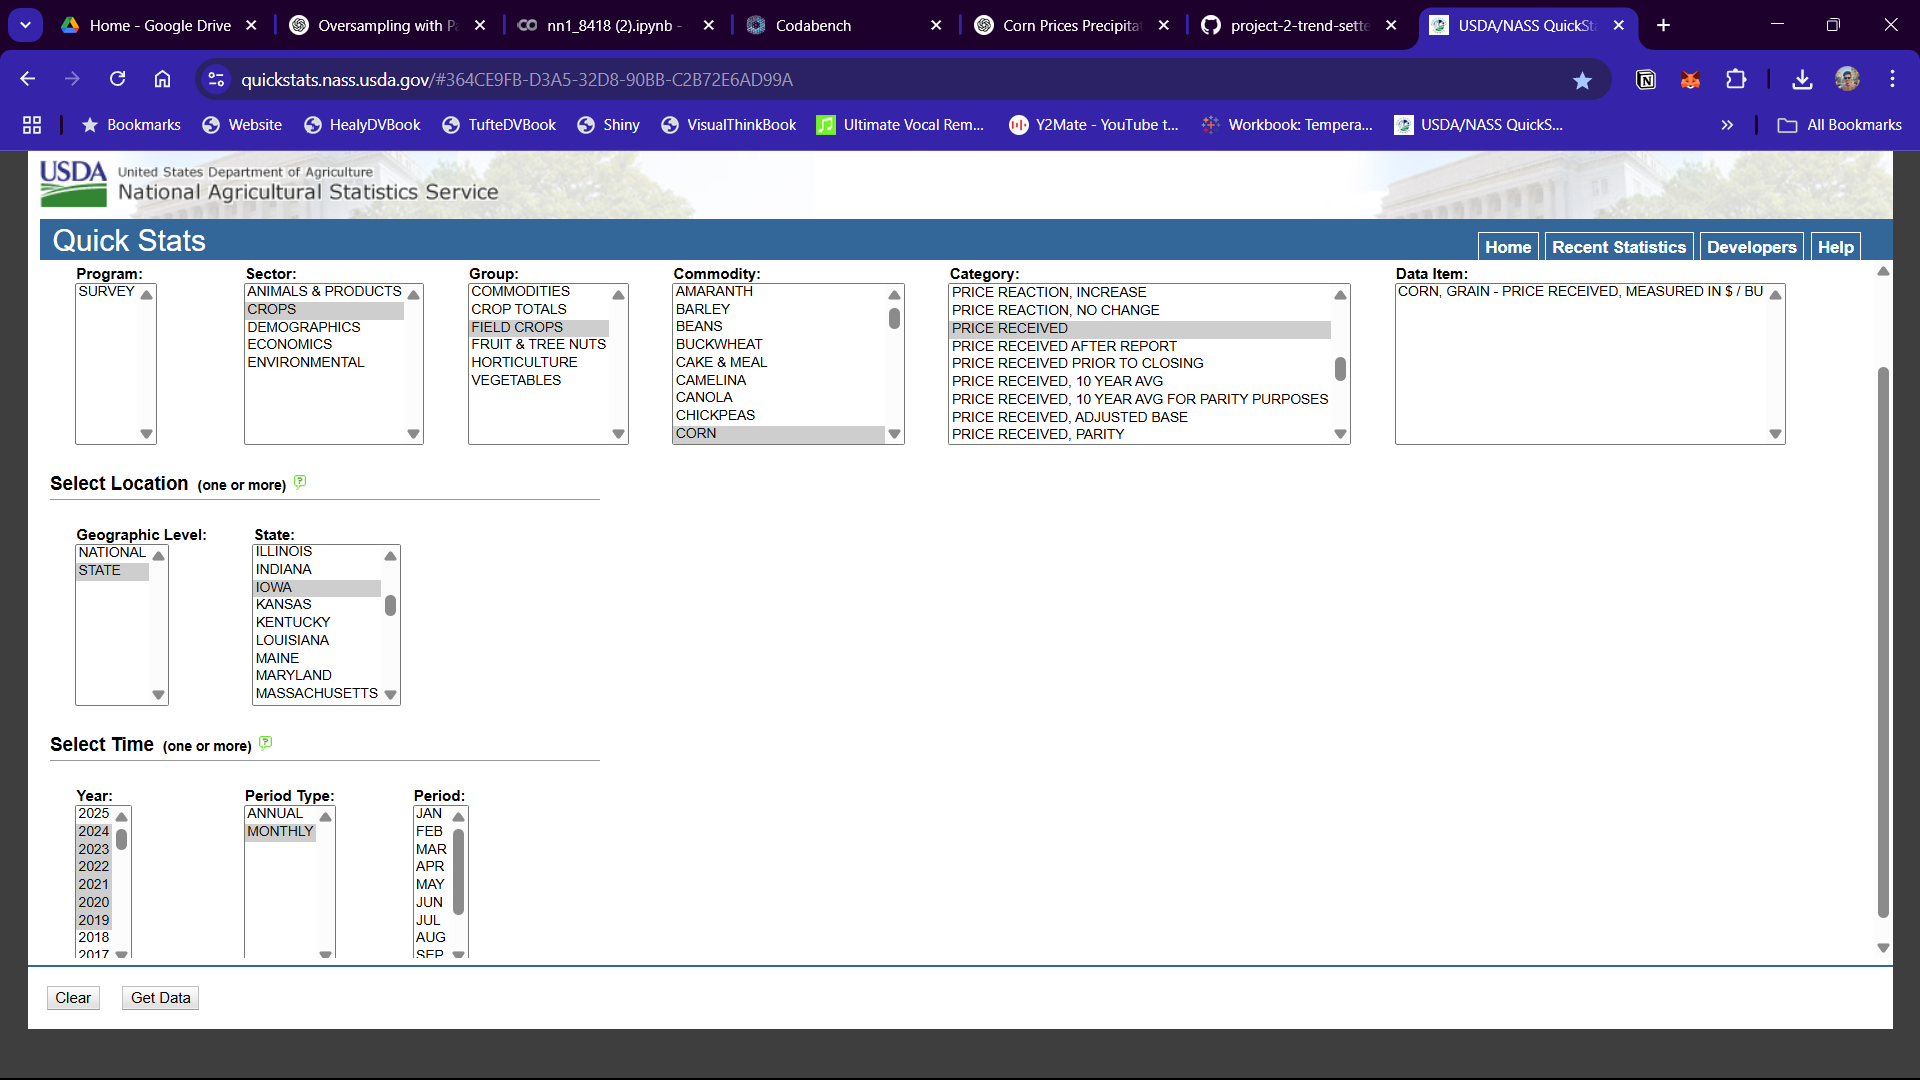 Home - Google Drive
Oversampling with Pa
nn1_8418 (2).ipynb -
Codabench
Corn Prices Precipitat
project-2-trend-sette
USDA/NASS QuickSta
quickstats.nass.usda.gov/#364CE9FB-D3A5-32D8-90BB-C2B72E6AD99A
Bookmarks
Website
HealyDVBook
TufteDVBook
Shiny
VisualThinkBook
Ultimate Vocal Rem...
Y2Mate - YouTube t...
Workbook: Tempera...
USDA/NASS QuickS...
»
All Bookmarks
USDA
United States Department of Agriculture
National Agricultural Statistics Service
Quick Stats
Home
Recent Statistics
Developers
Help
Program:
SURVEY
Sector:
ANIMALS & PRODUCTS
CROPS
DEMOGRAPHICS
ECONOMICS
ENVIRONMENTAL
Group:
COMMODITIES
CROP TOTALS
FIELD CROPS
FRUIT & TREE NUTS
HORTICULTURE
VEGETABLES
Commodity:
AMARANTH
BARLEY
BEANS
BUCKWHEAT
CAKE & MEAL
CAMELINA
CANOLA
CHICKPEAS
CORN
Category:
PRICE REACTION, INCREASE
PRICE REACTION, NO CHANGE
PRICE RECEIVED
PRICE RECEIVED AFTER REPORT
PRICE RECEIVED PRIOR TO CLOSING
PRICE RECEIVED, 10 YEAR AVG
PRICE RECEIVED, 10 YEAR AVG FOR PARITY PURPOSES
PRICE RECEIVED, ADJUSTED BASE
PRICE RECEIVED, PARITY
Data Item:
CORN, GRAIN - PRICE RECEIVED, MEASURED IN $ / BU
Select Location (one or more) ?
Geographic Level:
NATIONAL
STATE
State:
ILLINOIS
INDIANA
IOWA
KANSAS
KENTUCKY
LOUISIANA
MAINE
MARYLAND
MASSACHUSETTS
Select Time (one or more) ?
Year:
2025
2024
2023
2022
2021
2020
2019
2018
2017
Period Type:
ANNUAL
MONTHLY
Period:
JAN
FEB
MAR
APR
MAY
JUN
JUL
AUG
SEP
Clear
Get Data